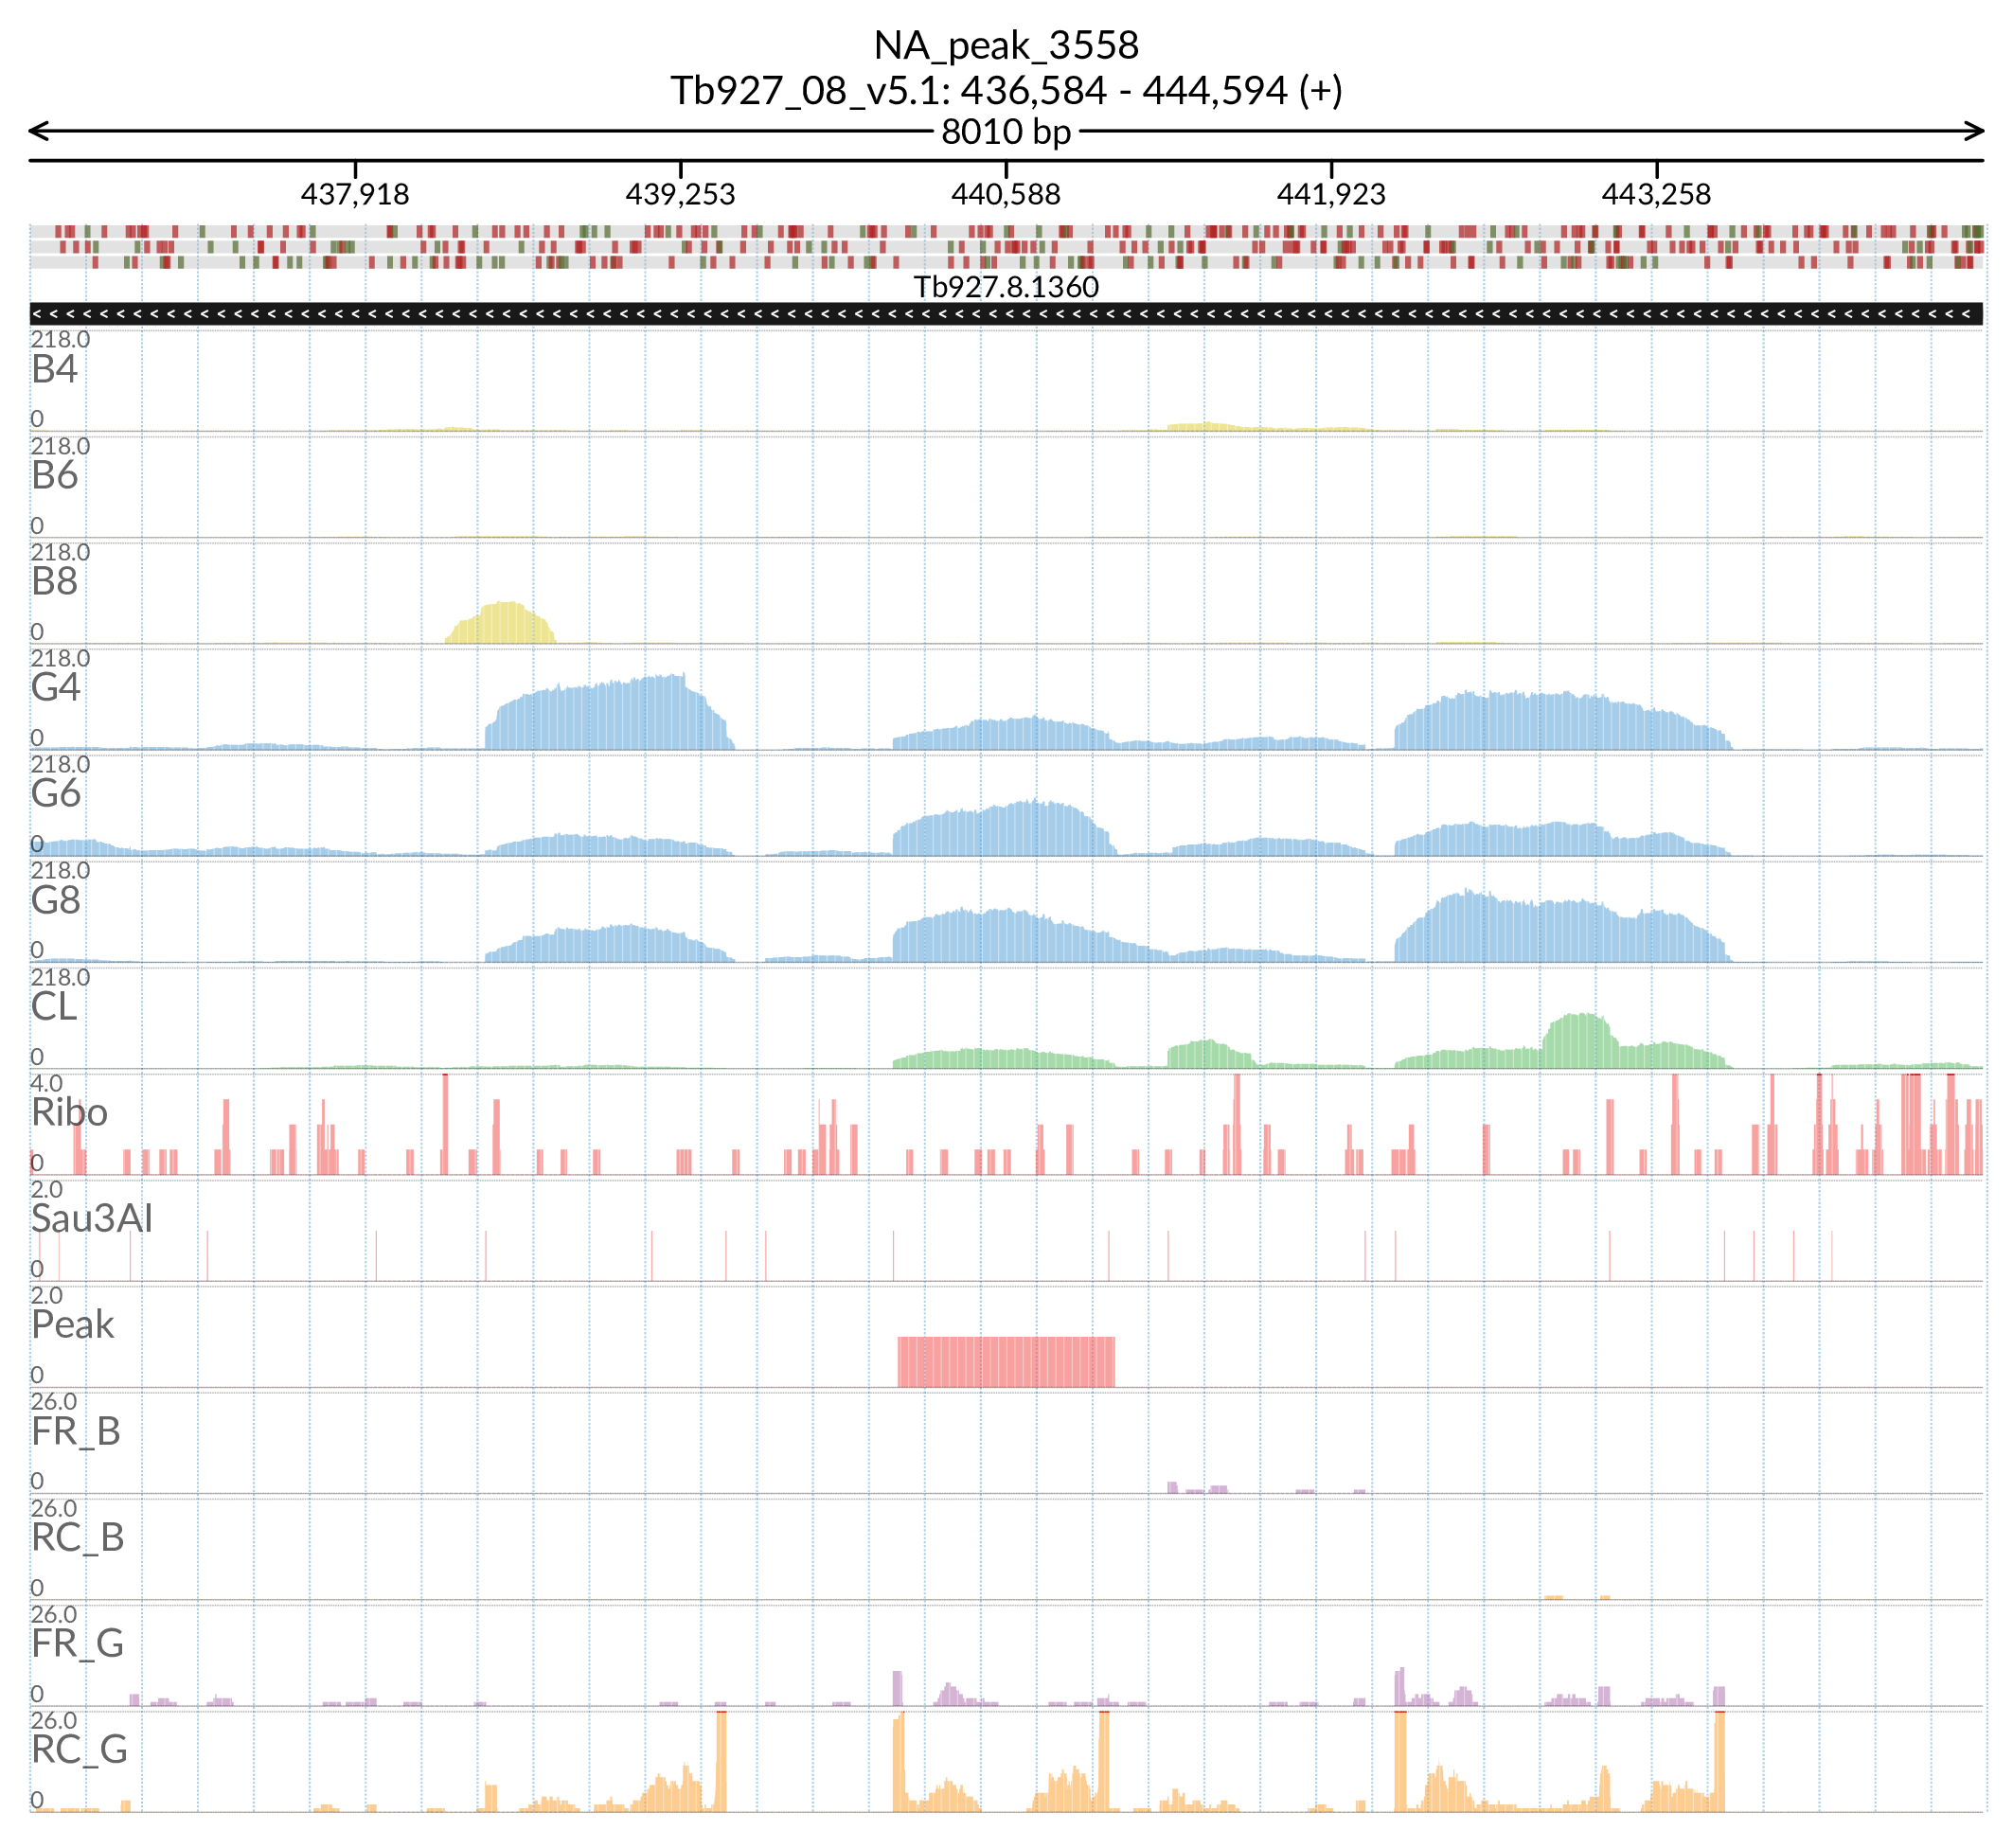 NA_peak_3558
Tb927_08_v5.1: 436,584 - 444,594 (+)
8010 bp
437,918 439,253 440,588 441,923 443,258
Tb927.8.1360
218.0
B4
0
218.0
B6
0
218.0
B8
0
218.0
G4
0
218.0
G6
0
218.0
G8
0
218.0
CL
0
4.0
Ribo
0
2.0
Sau3AI
0
2.0
Peak
0
26.0
FR_B
0
26.0
RC_B
0
26.0
FR_G
0
26.0
RC_G
0